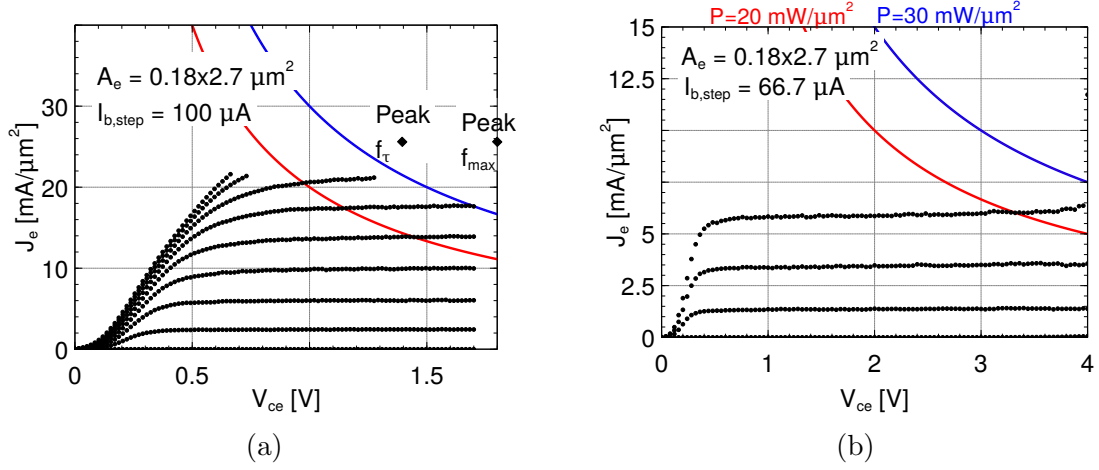 A_e = 0.18x2.7 µm²
I_b,step = 100 µA
Peak
f_τ
Peak
f_max
J_e [mA/µm²]
30
20
10
0
0
0.5
1
1.5
V_ce [V]
(a)
P=20 mW/µm² P=30 mW/µm²
A_e = 0.18x2.7 µm²
I_b,step = 66.7 µA
J_e [mA/µm²]
15
12.5
5
2.5
0
0
1
2
3
4
V_ce [V]
(b)